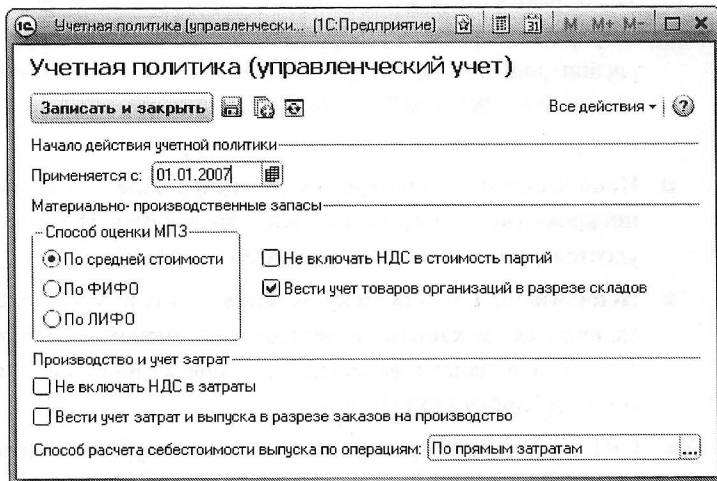 1С Учетная политика (управленчески... (1С:Предприятие) 31 M M+ M-
Учетная политика (управленческий учет)
Записать и закрыть Все действия ?
Начало действия учетной политики
Применяется с: 01.01.2007
Материально- производственные запасы
Способ оценки МПЗ
По средней стоимости
Не включать НДС в стоимость партий
По ФИФО
Вести учет товаров организаций в разрезе складов
По ЛИФО
Производство и учет затрат
Не включать НДС в затраты
Вести учет затрат и выпуска в разрезе заказов на производство
Способ расчета себестоимости выпуска по операциям: По прямым затратам ...